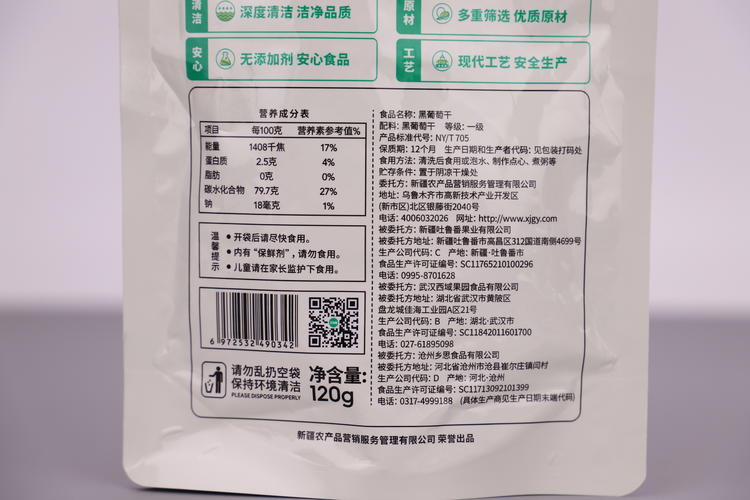 清洁
深度清洁 洁净品质
原材
多重筛选 优质原材
安心
无添加剂 安心食品
工艺
现代工艺 安全生产
营养成分表
项目 每100克 营养素参考值%
能量 1408千焦 17%
蛋白质 2.5克 4%
脂肪 0克 0%
碳水化合物 79.7克 27%
钠 18毫克 1%
温馨提示
• 开袋后请尽快食用。
• 内有“保鲜剂”,请勿食用。
• 儿童请在家长监护下食用。
6 972532 490342
请勿乱扔空袋
保持环境清洁
PLEASE DISPOSE PROPERLY
净含量:
120g
食品名称: 黑葡萄干
配料: 黑葡萄干 等级: 一级
产品标准代号: NY/T 705
保质期: 12个月 生产日期和生产者代码: 见包装打码处
食用方法: 清洗后食用或泡水、制作点心、煮粥等
贮存条件: 置于阴凉干燥处
委托方: 新疆农产品营销服务管理有限公司
地址: 乌鲁木齐市高新技术产业开发区
(新市区)北区银藤街2040号
电话: 4006032026 网址: http://www.xjgy.com
被委托方: 新疆吐鲁番果业有限公司
被委托方地址: 新疆吐鲁番市高昌区312国道南侧4699号
生产公司代码: C 产地: 新疆·吐鲁番市
食品生产许可证编号: SC11765210100296
电话: 0995-8701628
被委托方: 武汉西域果园食品有限公司
被委托方地址: 湖北省武汉市黄陂区
盘龙城佳海工业园A区21号
生产公司代码: B 产地: 湖北·武汉市
食品生产许可证编号: SC11842011601700
电话: 027-61895098
被委托方: 沧州乡思食品有限公司
被委托方地址: 河北省沧州市沧县崔尔庄镇闫村
生产公司代码: D 产地: 河北·沧州
食品生产许可证编号: SC11713092101399
电话: 0317-4999188 (具体生产商见生产日期末端代码)
新疆农产品营销服务管理有限公司 荣誉出品